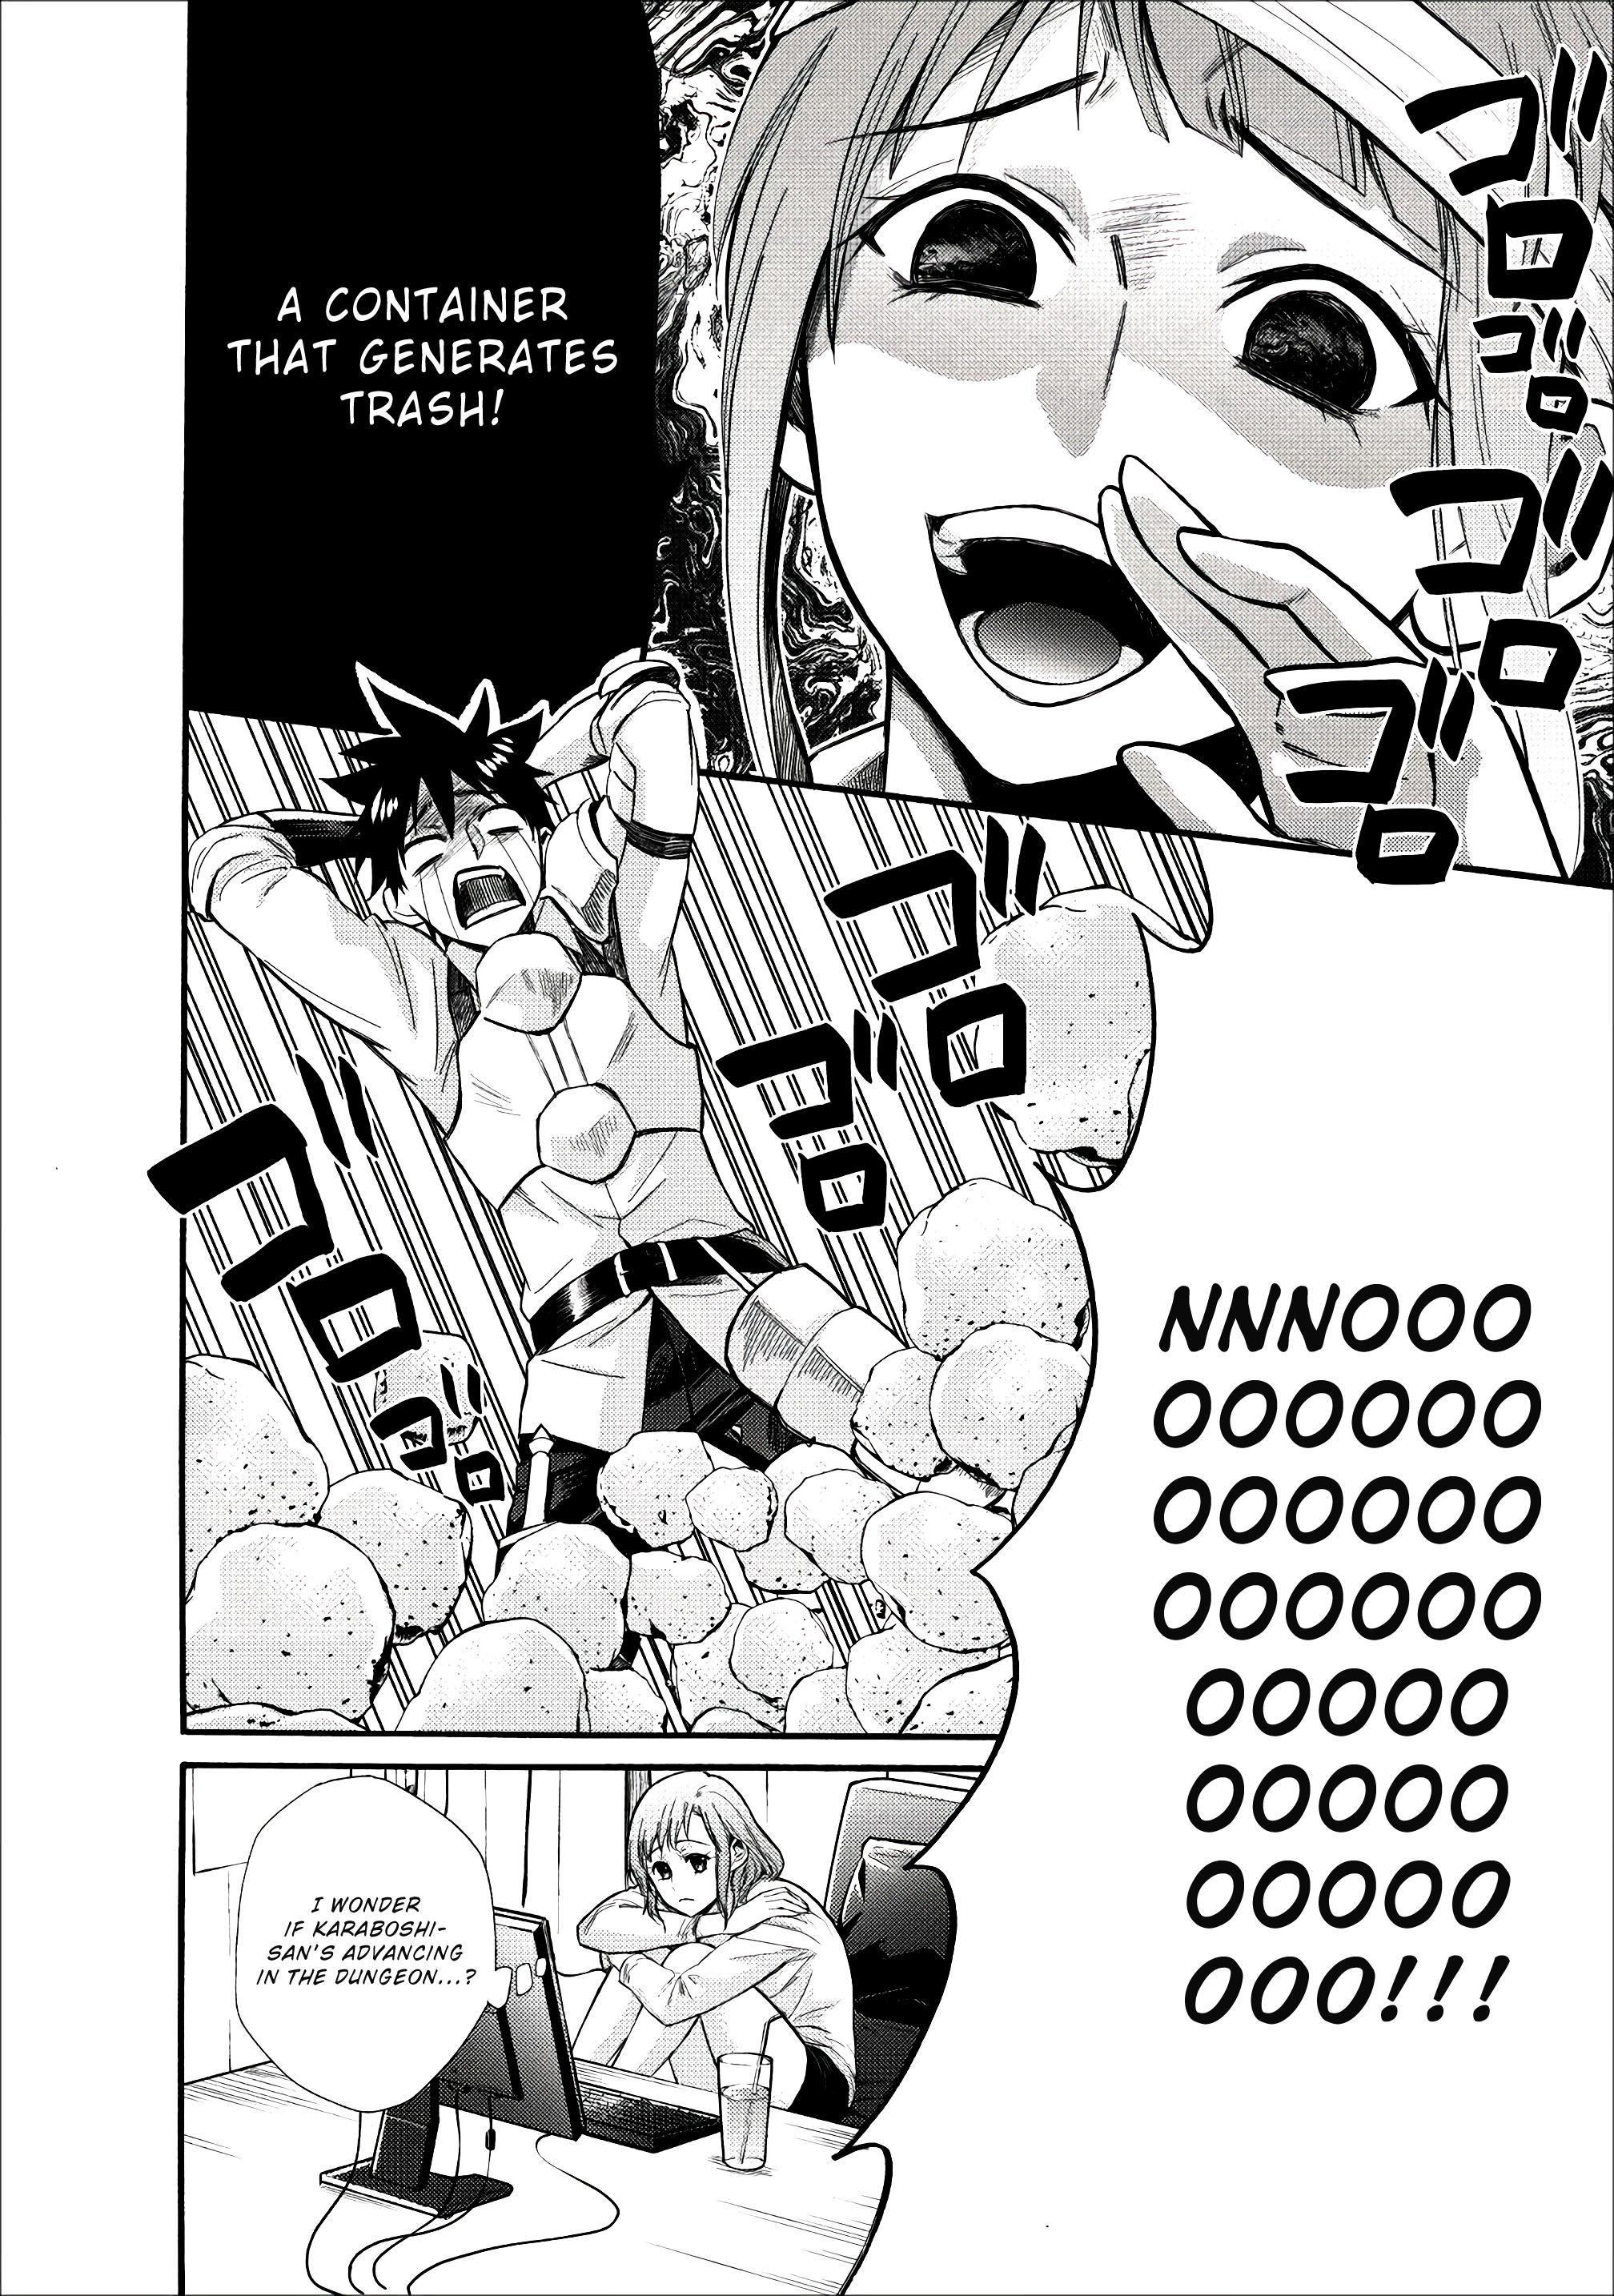 A CONTAINER
THAT GENERATES
TRASH!
ゴロ
ゴロ
ゴロ
ゴロ
ゴロ
ゴロ
ゴロ
ゴロ
NNNOOO
OOOOOO
OOOOOO
OOOOOO
OOOOO
OOOOO
OOOOO
OOO!!!
I WONDER
IF KARABOSHI-
SAN'S ADVANCING
IN THE DUNGEON...?